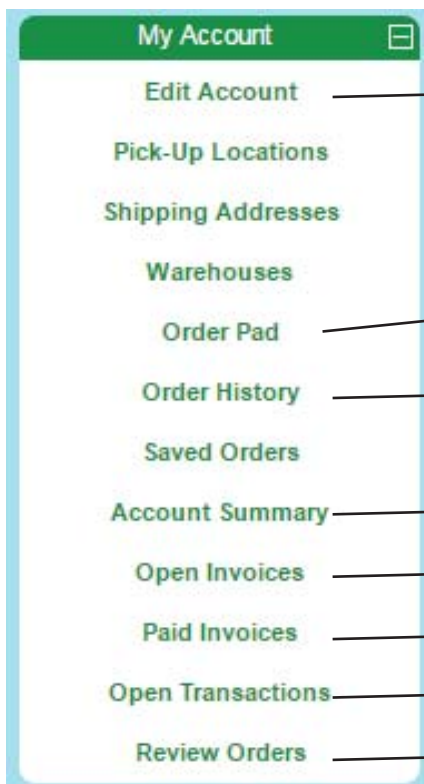 My Account
Edit Account
Pick-Up Locations
Shipping Addresses
Warehouses
Order Pad
Order History
Saved Orders
Account Summary
Open Invoices
Paid Invoices
Open Transactions
Review Orders